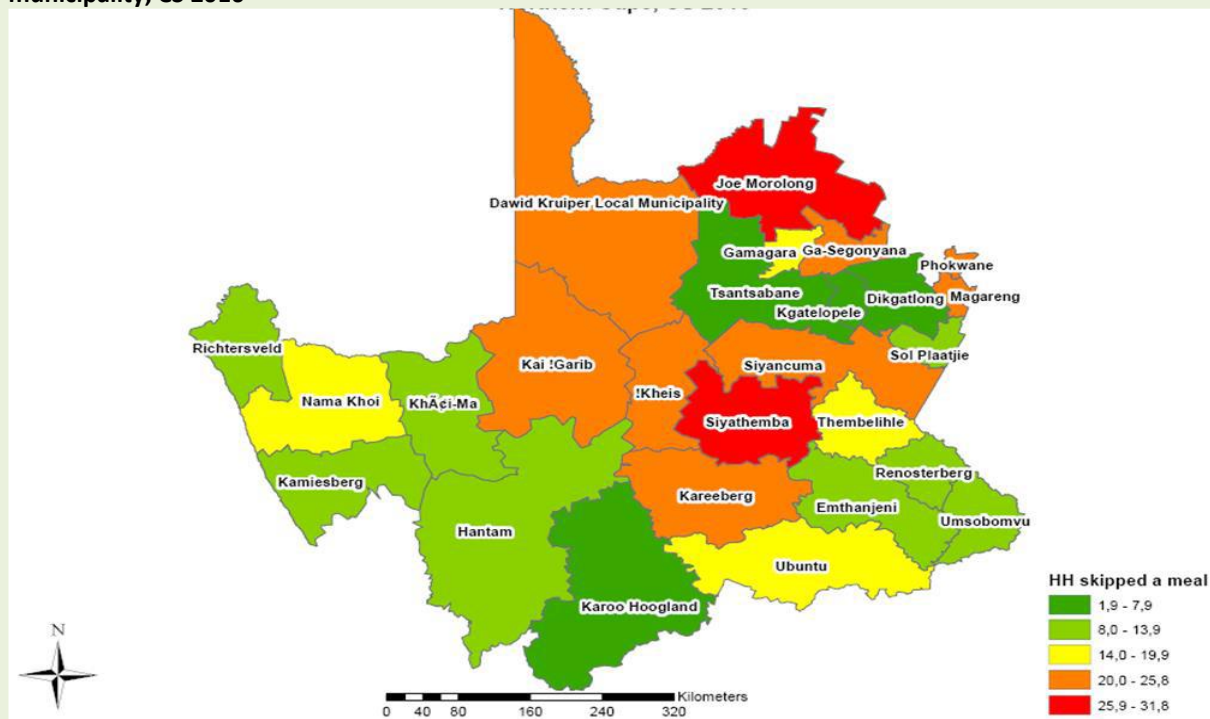 Municipality, CS 2016
Joe Morolong
Dawid Kruiper Local Municipality
Gamagara
Ga-Segonyana
Phokwane
Tsantsabane
Dikgatlong
Magareng
Kgatelopele
Richtersveld
Sol Plaatjie
Kai !Garib
Siyancuma
Nama Khoi
KhÃ¢i-Ma
!Kheis
Siyathemba
Thembelihle
Kamiesberg
Renosterberg
Kareeberg
Emthanjeni
Umsobomvu
Hantam
Ubuntu
Karoo Hoogland
HH skipped a meal
1,9 - 7,9
8,0 - 13,9
14,0 - 19,9
20,0 - 25,8
25,9 - 31,8
N
Kilometers
0 40 80 160 240 320